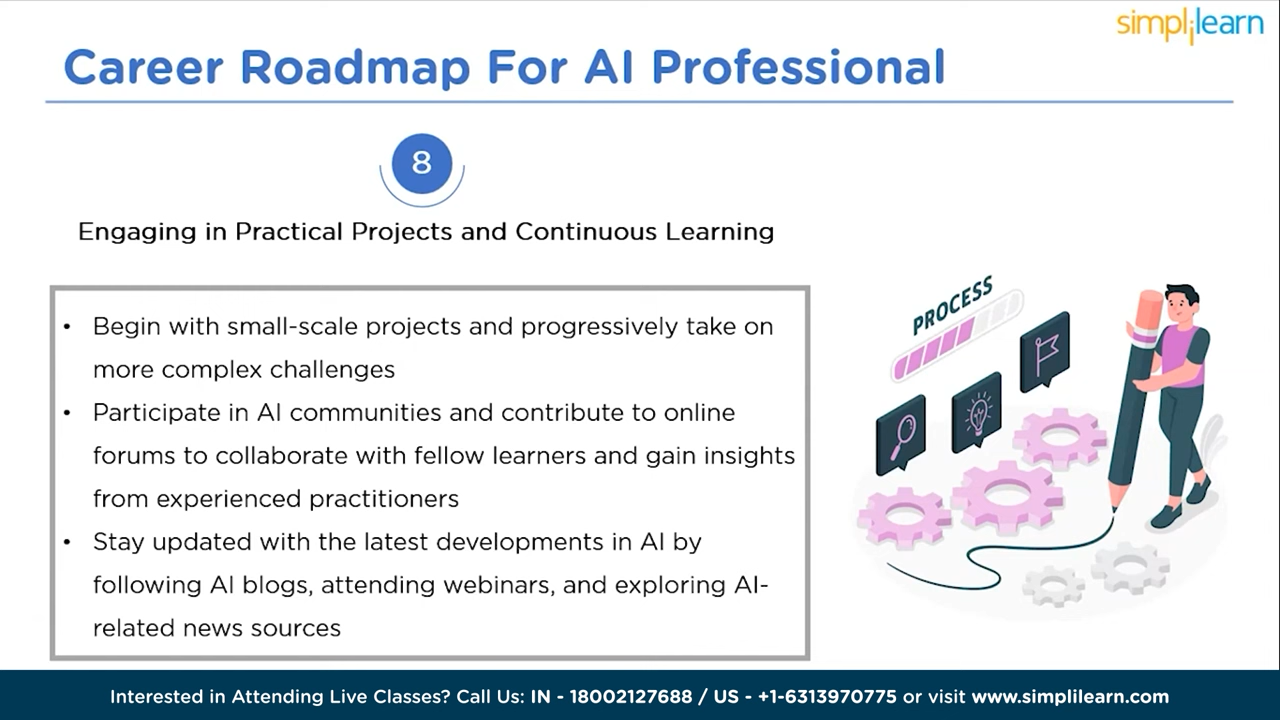 simplilearn
Career Roadmap For AI Professional
8
Engaging in Practical Projects and Continuous Learning
• Begin with small-scale projects and progressively take on
more complex challenges
• Participate in AI communities and contribute to online
forums to collaborate with fellow learners and gain insights
from experienced practitioners
• Stay updated with the latest developments in AI by
following AI blogs, attending webinars, and exploring AI-
related news sources
PROCESS
Interested in Attending Live Classes? Call Us: IN - 18002127688 / US - +1-6313970775 or visit www.simplilearn.com